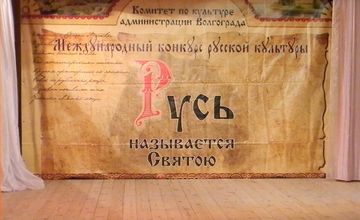 Комитет по культуре
администрации Волгограда
Международный конкурс русской культуры
Русь
называется
Святою